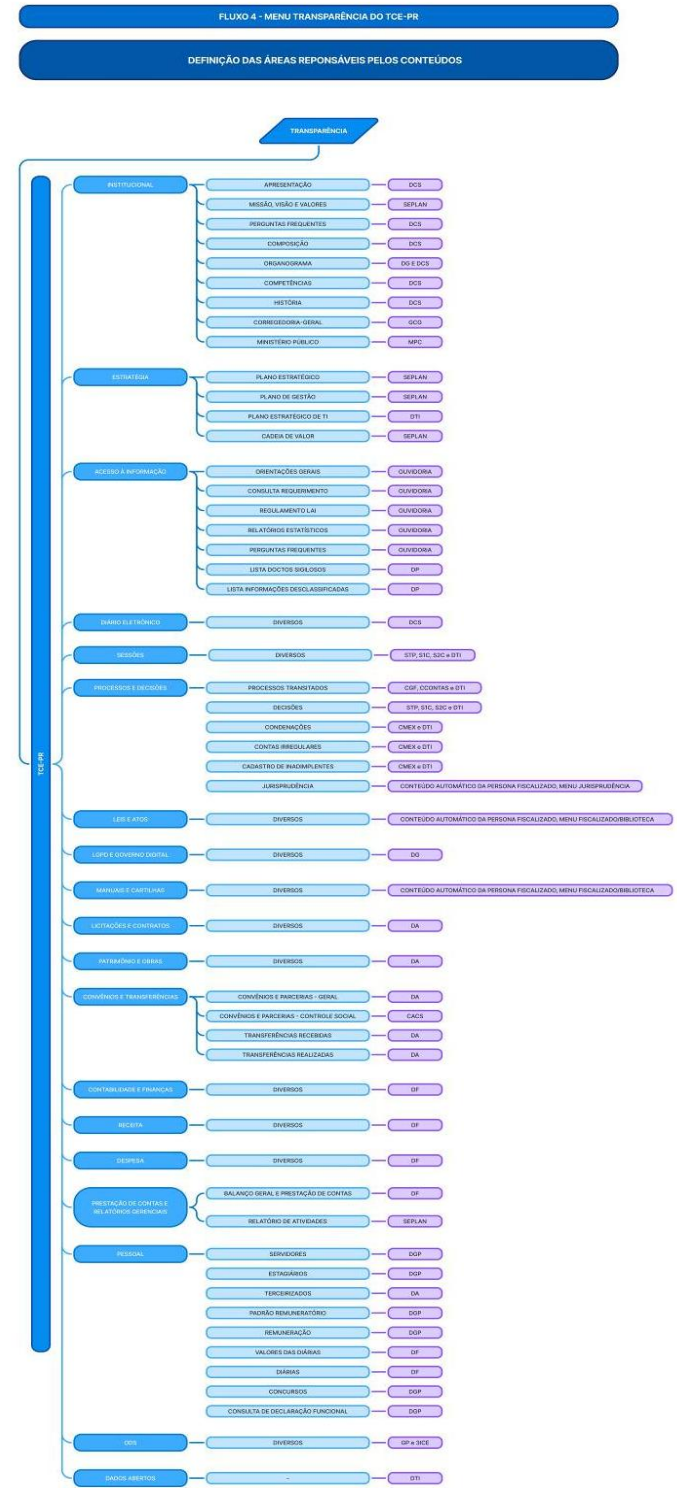 FLUXO 4 - MENU TRANSPARÊNCIA DO TCE-PR
DEFINIÇÃO DAS ÁREAS REPONSÁVEIS PELOS CONTEÚDOS
TRANSPARÊNCIA
TCE-PR
INSTITUCIONAL
APRESENTAÇÃO DCS
MISSÃO, VISÃO E VALORES SEPLAN
PERGUNTAS FREQUENTES DCS
COMPOSIÇÃO DCS
ORGANOGRAMA DG E DCS
COMPETÊNCIAS DCS
HISTÓRIA DCS
CORREGEDORIA-GERAL GCG
MINISTÉRIO PÚBLICO MPC
ESTRATÉGIA
PLANO ESTRATÉGICO SEPLAN
PLANO DE GESTÃO SEPLAN
PLANO ESTRATÉGICO DE TI DTI
CADEIA DE VALOR SEPLAN
ACESSO À INFORMAÇÃO
ORIENTAÇÕES GERAIS OUVIDORIA
CONSULTA REQUERIMENTO OUVIDORIA
REGULAMENTO LAI OUVIDORIA
RELATÓRIOS ESTATÍSTICOS OUVIDORIA
PERGUNTAS FREQUENTES OUVIDORIA
LISTA DOCTOS SIGILOSOS DP
LISTA INFORMAÇÕES DESCLASSIFICADAS DP
DIÁRIO ELETRÔNICO DIVERSOS DCS
SESSÕES DIVERSOS STP, S1C, S2C e DTI
PROCESSOS E DECISÕES
PROCESSOS TRANSITADOS CGF, CCONTAS e DTI
DECISÕES STP, S1C, S2C e DTI
CONDENAÇÕES CMEX e DTI
CONTAS IRREGULARES CMEX e DTI
CADASTRO DE INADIMPLENTES CMEX e DTI
JURISPRUDÊNCIA CONTEÚDO AUTOMÁTICO DA PERSONA FISCALIZADO, MENU JURISPRUDÊNCIA
LEIS E ATOS DIVERSOS CONTEÚDO AUTOMÁTICO DA PERSONA FISCALIZADO, MENU FISCALIZADO/BIBLIOTECA
LGPD E GOVERNO DIGITAL DIVERSOS DG
MANUAIS E CARTILHAS DIVERSOS CONTEÚDO AUTOMÁTICO DA PERSONA FISCALIZADO, MENU FISCALIZADO/BIBLIOTECA
LICITAÇÕES E CONTRATOS DIVERSOS DA
PATRIMÔNIO E OBRAS DIVERSOS DA
CONVÊNIOS E TRANSFERÊNCIAS
CONVÊNIOS E PARCERIAS - GERAL DA
CONVÊNIOS E PARCERIAS - CONTROLE SOCIAL CACS
TRANSFERÊNCIAS RECEBIDAS DA
TRANSFERÊNCIAS REALIZADAS DA
CONTABILIDADE E FINANÇAS DIVERSOS DF
RECEITA DIVERSOS DF
DESPESA DIVERSOS DF
PRESTAÇÃO DE CONTAS E
RELATÓRIOS GERENCIAIS
BALANÇO GERAL E PRESTAÇÃO DE CONTAS DF
RELATÓRIO DE ATIVIDADES SEPLAN
PESSOAL
SERVIDORES DGP
ESTAGIÁRIOS DGP
TERCEIRIZADOS DA
PADRÃO REMUNERATÓRIO DGP
REMUNERAÇÃO DGP
VALORES DAS DIÁRIAS DF
DIÁRIAS DF
CONCURSOS DGP
CONSULTA DE DECLARAÇÃO FUNCIONAL DGP
ODS DIVERSOS GP e 3ICE
DADOS ABERTOS – DTI